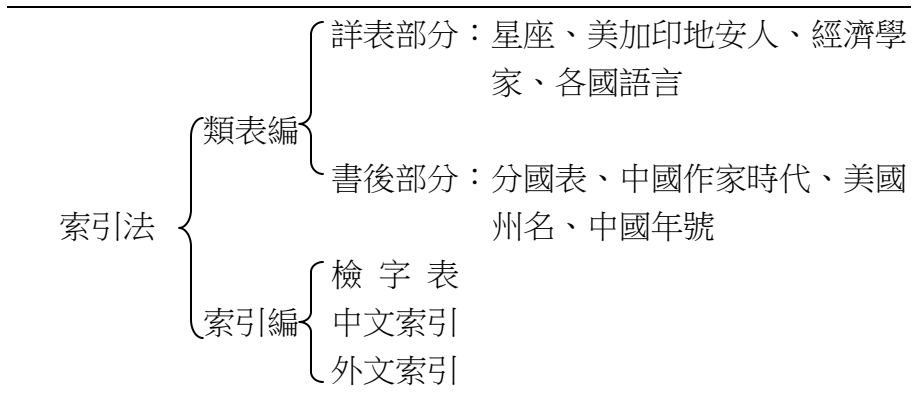 詳表部分：星座、美加印地安人、經濟學
家、各國語言
類表編
書後部分：分國表、中國作家時代、美國
州名、中國年號
索引法
檢 字 表
索引編
中文索引
外文索引